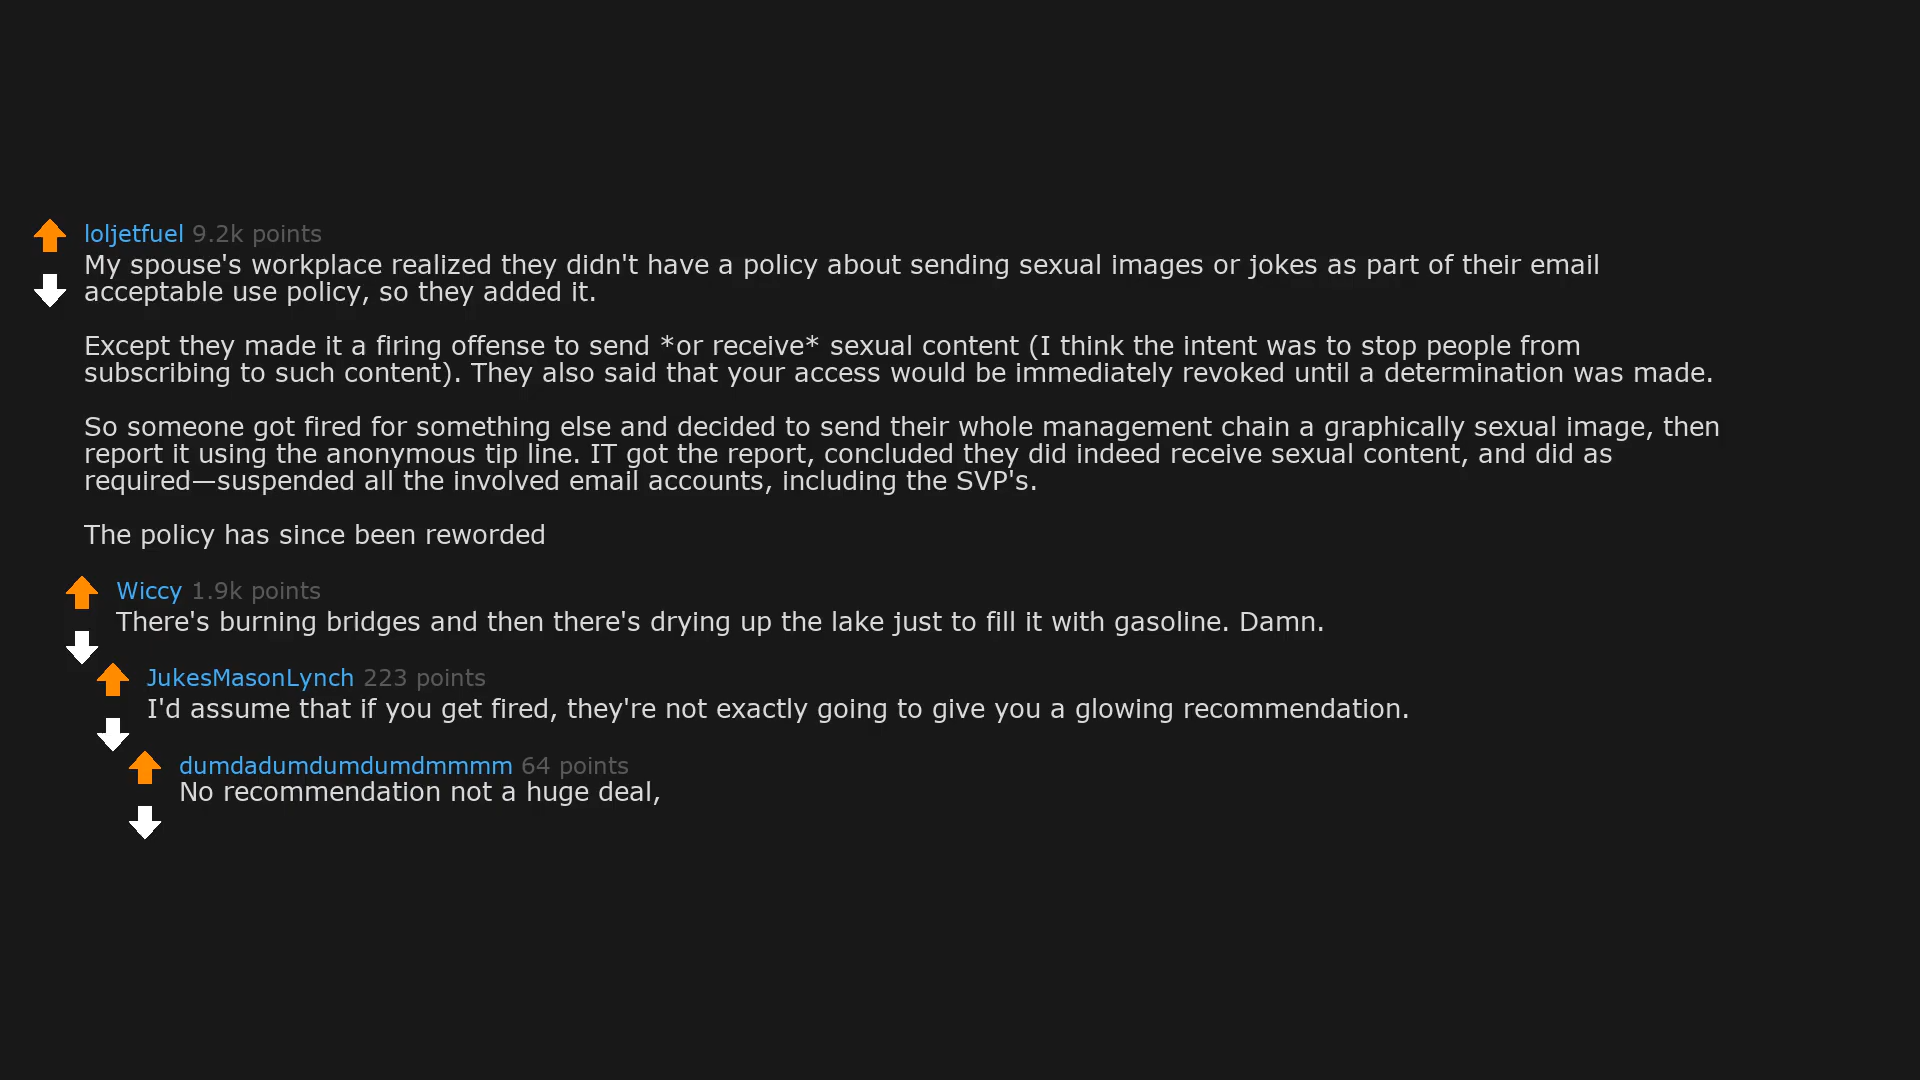 loljetfuel 9.2k points
My spouse's workplace realized they didn't have a policy about sending sexual images or jokes as part of their email
acceptable use policy, so they added it.
Except they made it a firing offense to send *or receive* sexual content (I think the intent was to stop people from
subscribing to such content). They also said that your access would be immediately revoked until a determination was made.
So someone got fired for something else and decided to send their whole management chain a graphically sexual image, then
report it using the anonymous tip line. IT got the report, concluded they did indeed receive sexual content, and did as
required—suspended all the involved email accounts, including the SVP's.
The policy has since been reworded
Wiccy 1.9k points
There's burning bridges and then there's drying up the lake just to fill it with gasoline. Damn.
JukesMasonLynch 223 points
I'd assume that if you get fired, they're not exactly going to give you a glowing recommendation.
dumdadumdumdumdmmmm 64 points
No recommendation not a huge deal,